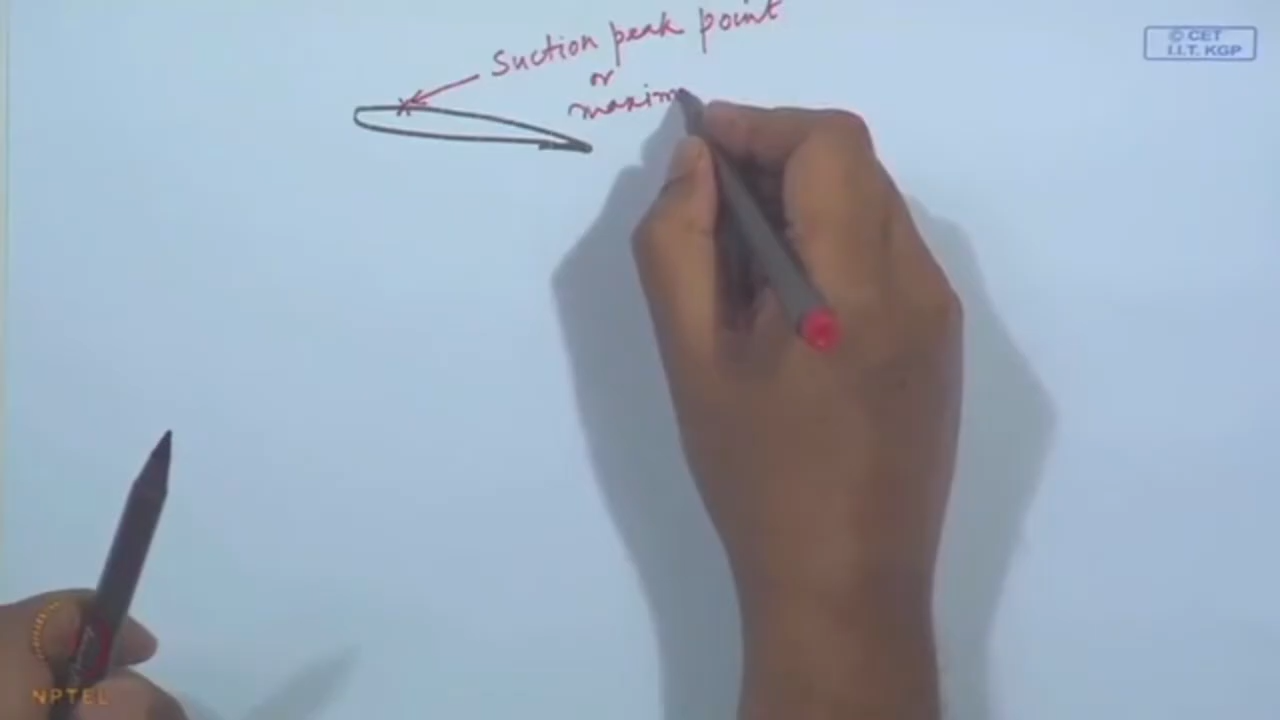 Suction peak point
or
maxim
© CET
I.I.T. KGP
NPTEL